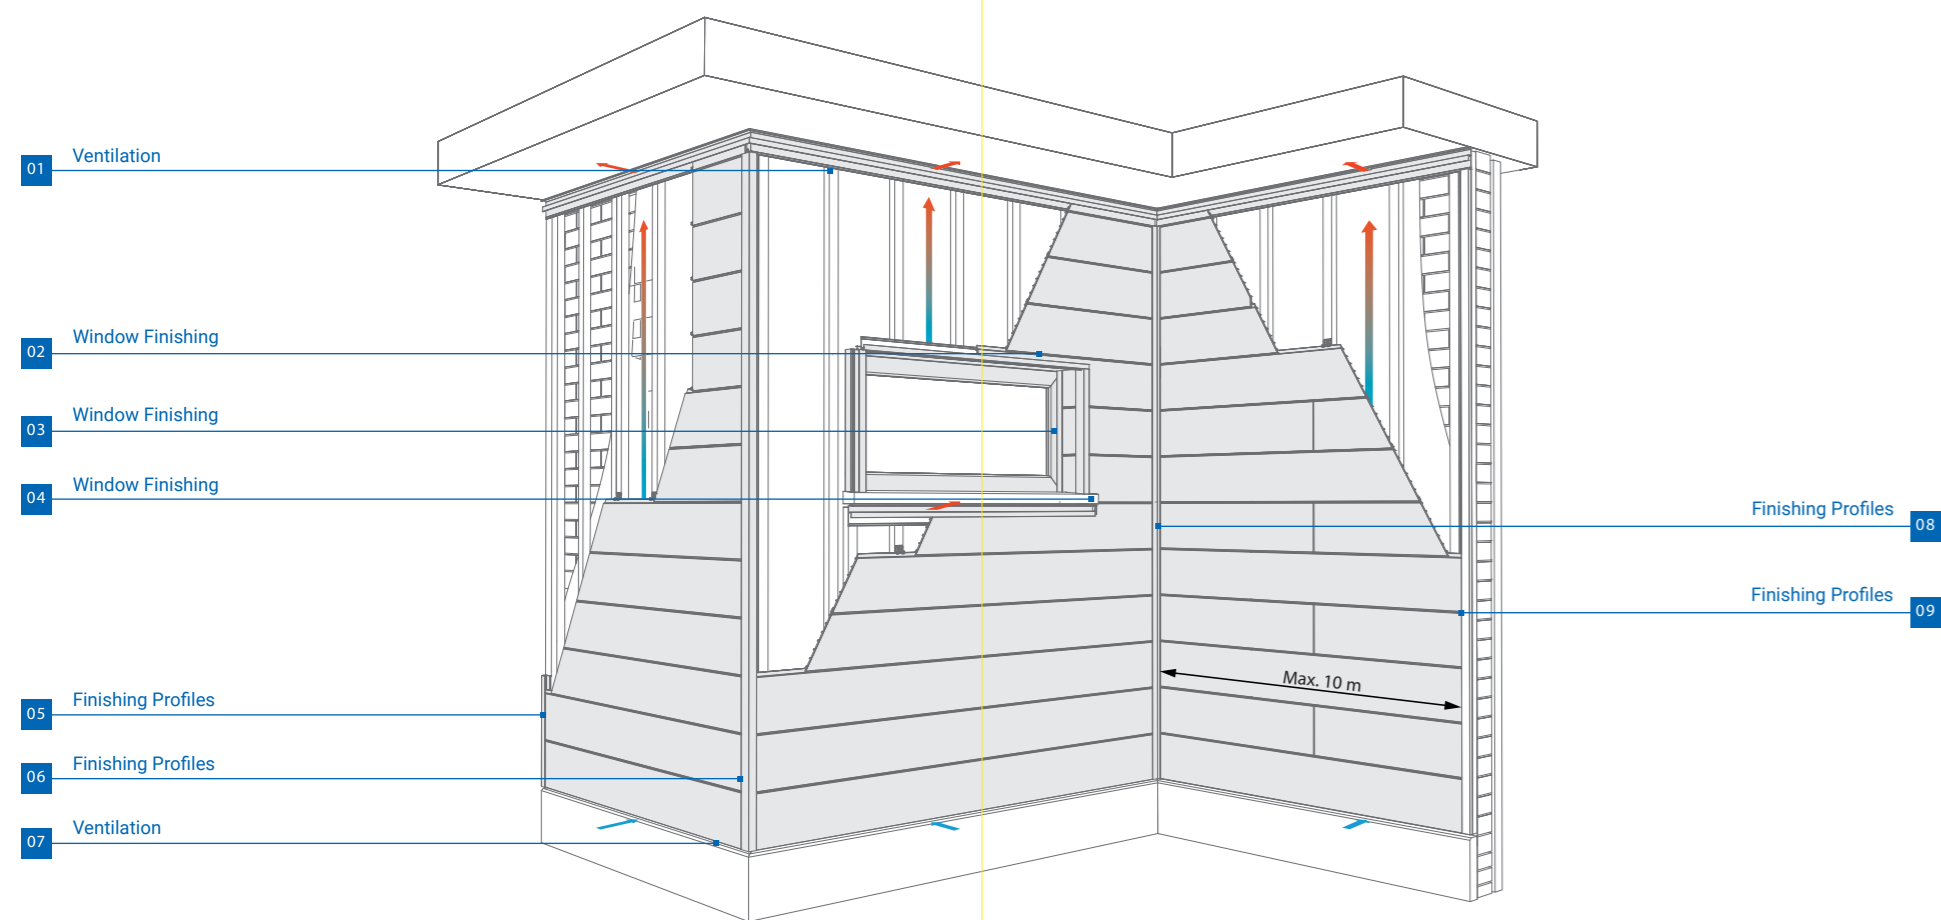 01 Ventilation
02 Window Finishing
03 Window Finishing
04 Window Finishing
05 Finishing Profiles
06 Finishing Profiles
07 Ventilation
Finishing Profiles 08
Finishing Profiles 09
Max. 10 m